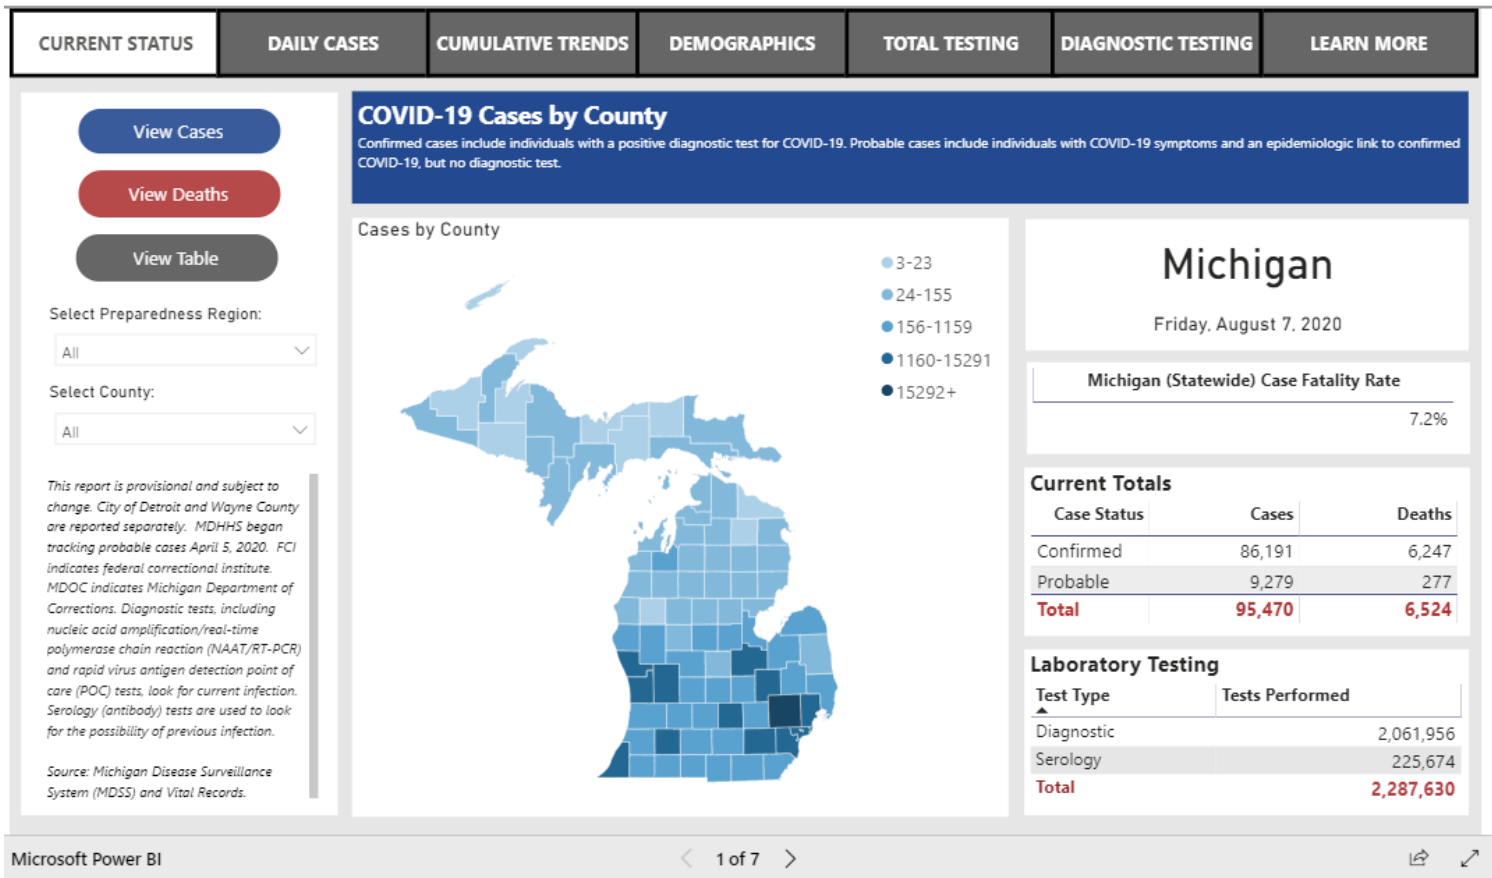 CURRENT STATUS
DAILY CASES
CUMULATIVE TRENDS
DEMOGRAPHICS
TOTAL TESTING
DIAGNOSTIC TESTING
LEARN MORE
View Cases
View Deaths
View Table
Select Preparedness Region:
All
Select County:
All
This report is provisional and subject to
change. City of Detroit and Wayne County
are reported separately. MDHHS began
tracking probable cases April 5, 2020. FCI
indicates federal correctional institute.
MDOC indicates Michigan Department of
Corrections. Diagnostic tests, including
nucleic acid amplification/real-time
polymerase chain reaction (NAAT/RT-PCR)
and rapid virus antigen detection point of
care (POC) tests, look for current infection.
Serology (antibody) tests are used to look
for the possibility of previous infection.
Source: Michigan Disease Surveillance
System (MDSS) and Vital Records.
COVID-19 Cases by County
Confirmed cases include individuals with a positive diagnostic test for COVID-19. Probable cases include individuals with COVID-19 symptoms and an epidemiologic link to confirmed
COVID-19, but no diagnostic test.
Cases by County
3-23
24-155
156-1159
1160-15291
15292+
Michigan
Friday, August 7, 2020
Michigan (Statewide) Case Fatality Rate
7.2%
Current Totals
Case Status Cases Deaths
Confirmed 86,191 6,247
Probable 9,279 277
Total 95,470 6,524
Laboratory Testing
Test Type Tests Performed
Diagnostic 2,061,956
Serology 225,674
Total 2,287,630
Microsoft Power BI
1 of 7